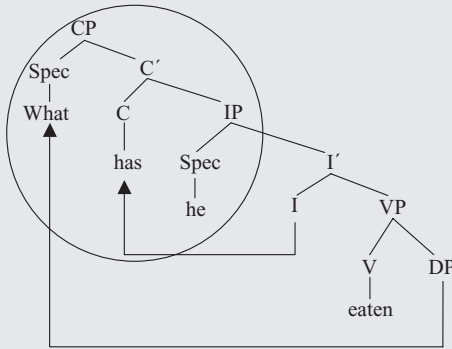 CP
Spec C´
What C IP
has Spec I´
he I VP
V DP
eaten